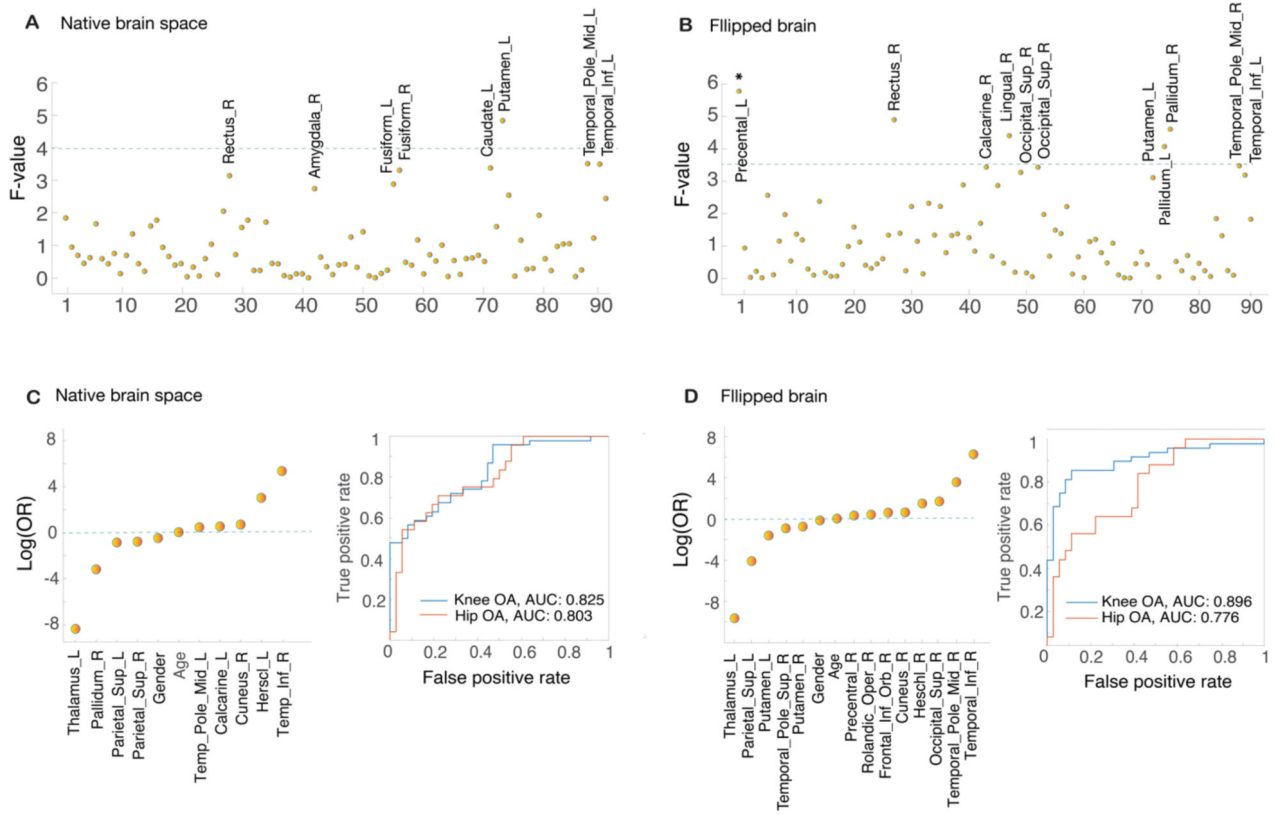 A Native brain space
F-value
6
5
4
3
2
1
0
1 10 20 30 40 50 60 70 80 90
Rectus_R
Amygdala_R
Fusiform_L
Fusiform_R
Caudate_L
Putamen_L
Temporal_Pole_Mid_L
Temporal_Inf_L
B Fllipped brain
F-value
6
5
4
3
2
1
0
1 10 20 30 40 50 60 70 80 90
*
Precental_L
Rectus_R
Calcarine_R
Lingual_R
Occipital_Sup_R
Occipital_Sup_R
Putamen_L
Pallidum_L
Pallidum_R
Temporal_Pole_Mid_R
Temporal_Inf_L
C Native brain space
Log(OR)
8
4
0
-4
-8
Thalamus_L
Pallidum_R
Parietal_Sup_L
Parietal_Sup_R
Gender
Age
Temp_Pole_Mid_L
Calcarine_L
Cuneus_R
Herscl_L
Temp_Inf_R
True positive rate
1
0.8
0.6
0.4
0.2
Knee OA, AUC: 0.825
Hip OA, AUC: 0.803
0 0.2 0.4 0.6 0.8 1
False positive rate
D Fllipped brain
Log(OR)
8
4
0
-4
-8
Thalamus_L
Parietal_Sup_L
Putamen_L
Temporal_Pole_Sup_R
Putamen_R
Gender
Age
Precentral_R
Rolandic_Oper_R
Frontal_Inf_Orb_R
Cuneus_R
Heschl_R
Occipital_Sup_R
Temporal_Pole_Mid_R
Temporal_Inf_R
True positive rate
1
0.8
0.6
0.4
0.2
Knee OA, AUC: 0.896
Hip OA, AUC: 0.776
0 0.2 0.4 0.6 0.8 1
False positive rate